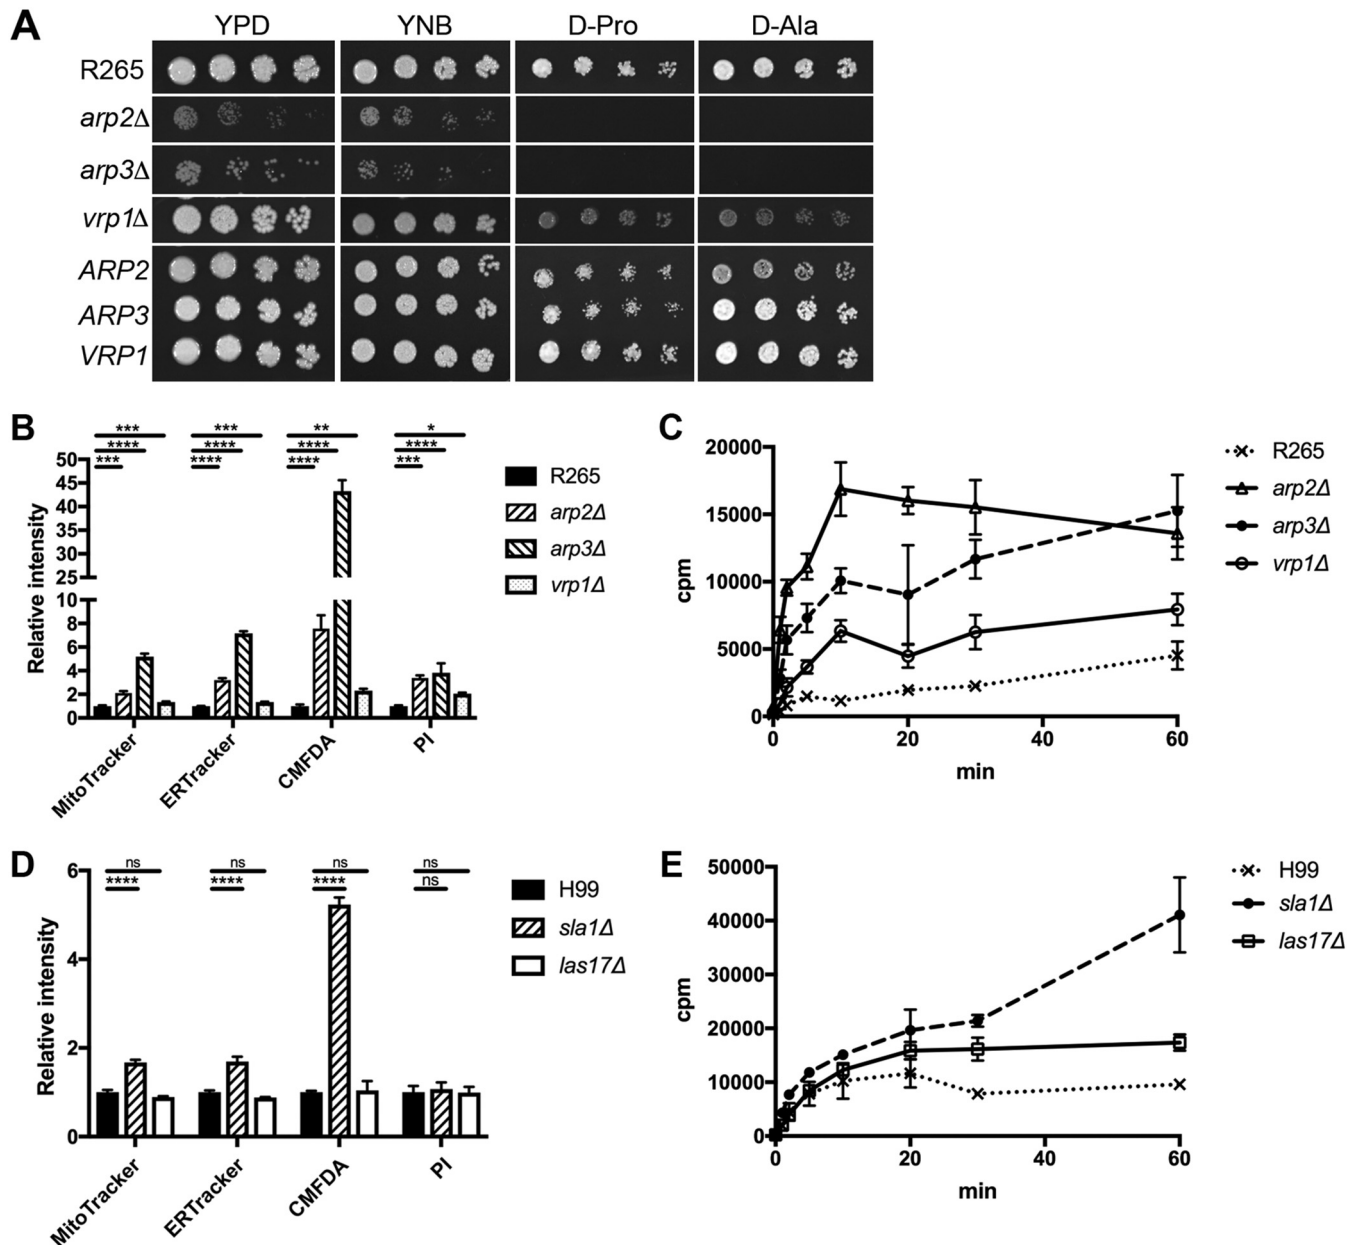 A
YPD YNB D-Pro D-Ala
R265
arp2Δ
arp3Δ
vrp1Δ
ARP2
ARP3
VRP1
B
*** *** ** *
**** **** **** ****
*** **** **** ***
50
45
40
35
30
25
10
8
6
4
2
0
Relative intensity
MitoTracker ERTracker CMFDA PI
R265
arp2Δ
arp3Δ
vrp1Δ
C
20000
15000
10000
5000
0
cpm
0 20 40 60
min
R265
arp2Δ
arp3Δ
vrp1Δ
D
ns ns ns ns
**** **** **** ns
6
4
2
0
Relative intensity
MitoTracker ERTracker CMFDA PI
H99
sla1Δ
las17Δ
E
50000
40000
30000
20000
10000
0
cpm
0 20 40 60
min
H99
sla1Δ
las17Δ